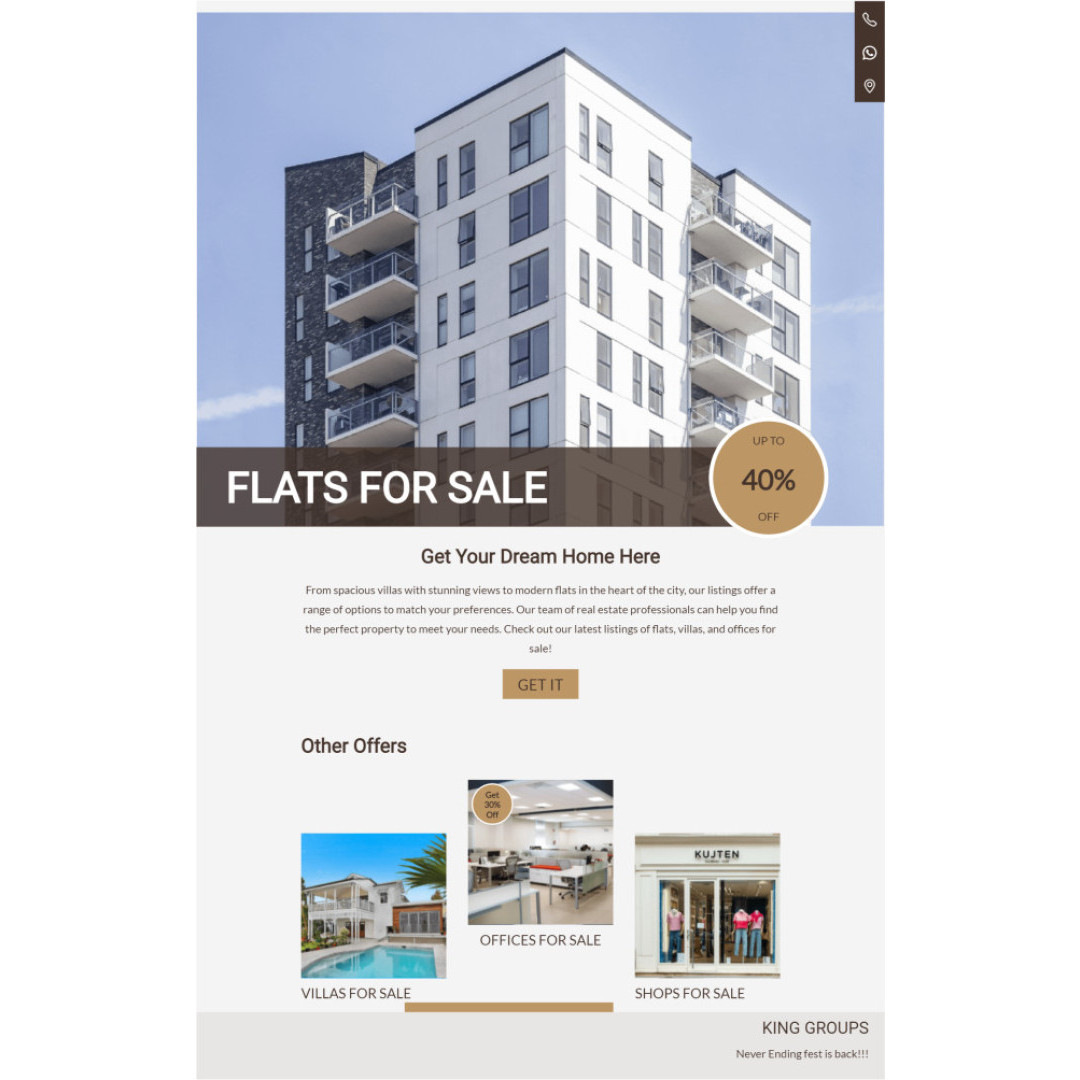 FLATS FOR SALE
UP TO
40%
OFF
Get Your Dream Home Here
From spacious villas with stunning views to modern flats in the heart of the city, our listings offer a
range of options to match your preferences. Our team of real estate professionals can help you find
the perfect property to meet your needs. Check out our latest listings of flats, villas, and offices for
sale!
GET IT
Other Offers
Get
30%
Off
KUJTEN
OFFICES FOR SALE
VILLAS FOR SALE
SHOPS FOR SALE
KING GROUPS
Never Ending fest is back!!!